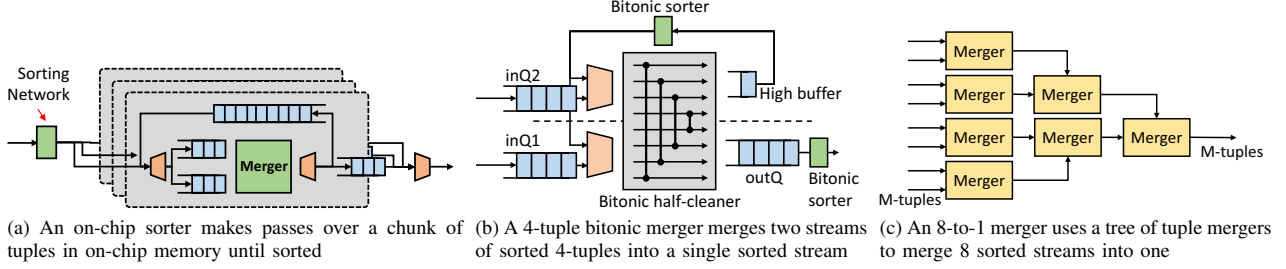 Sorting
Network
Merger
(a) An on-chip sorter makes passes over a chunk of
tuples in on-chip memory until sorted
Bitonic sorter
inQ2
High buffer
inQ1
outQ
Bitonic
sorter
Bitonic half-cleaner
(b) A 4-tuple bitonic merger merges two streams
of sorted 4-tuples into a single sorted stream
Merger
Merger
Merger
Merger
Merger
Merger
Merger
M-tuples
M-tuples
(c) An 8-to-1 merger uses a tree of tuple mergers
to merge 8 sorted streams into one